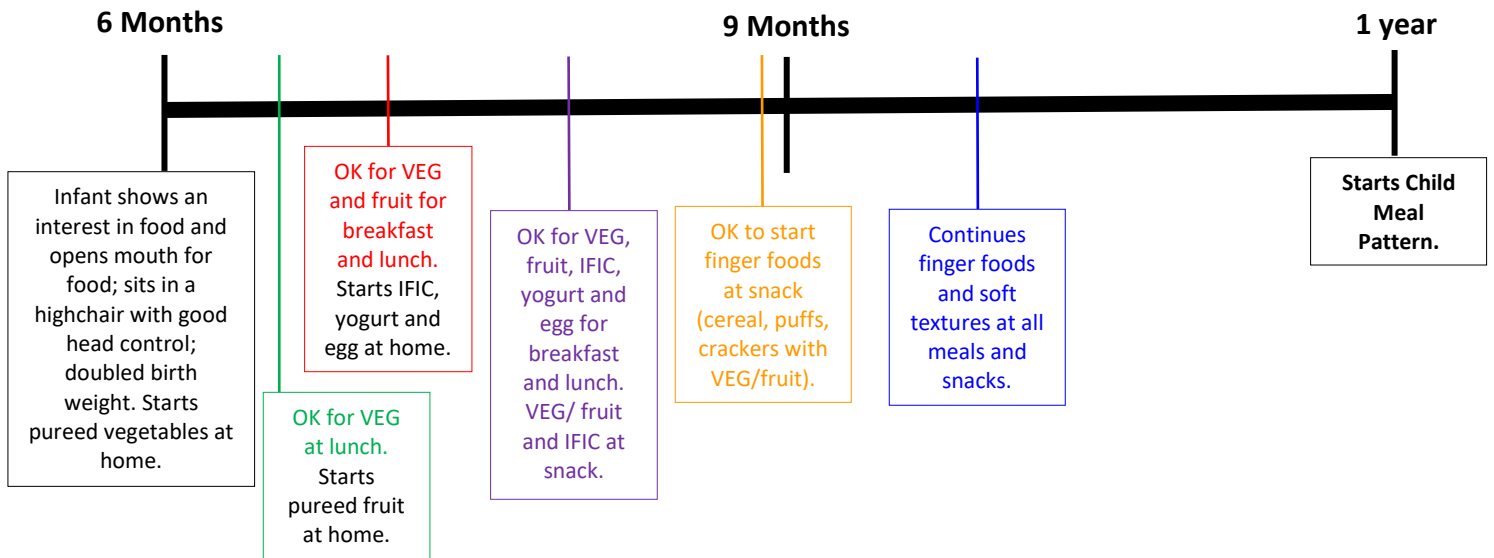 6 Months
9 Months
1 year
Infant shows an
interest in food and
opens mouth for
food; sits in a
highchair with good
head control;
doubled birth
weight. Starts
pureed vegetables at
home.
OK for VEG
at lunch.
Starts
pureed fruit
at home.
OK for VEG
and fruit for
breakfast
and lunch.
Starts IFIC,
yogurt and
egg at home.
OK for VEG,
fruit, IFIC,
yogurt and
egg for
breakfast
and lunch.
VEG/ fruit
and IFIC at
snack.
OK to start
finger foods
at snack
(cereal, puffs,
crackers with
VEG/fruit).
Continues
finger foods
and soft
textures at all
meals and
snacks.
Starts Child
Meal
Pattern.